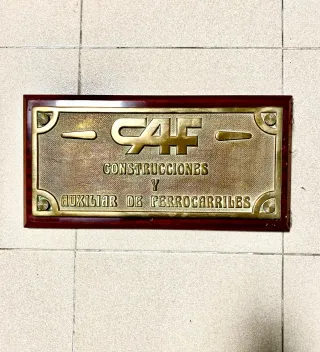 CAF
CONSTRUCCIONES
Y
AUXILIAR DE FERROCARRILES